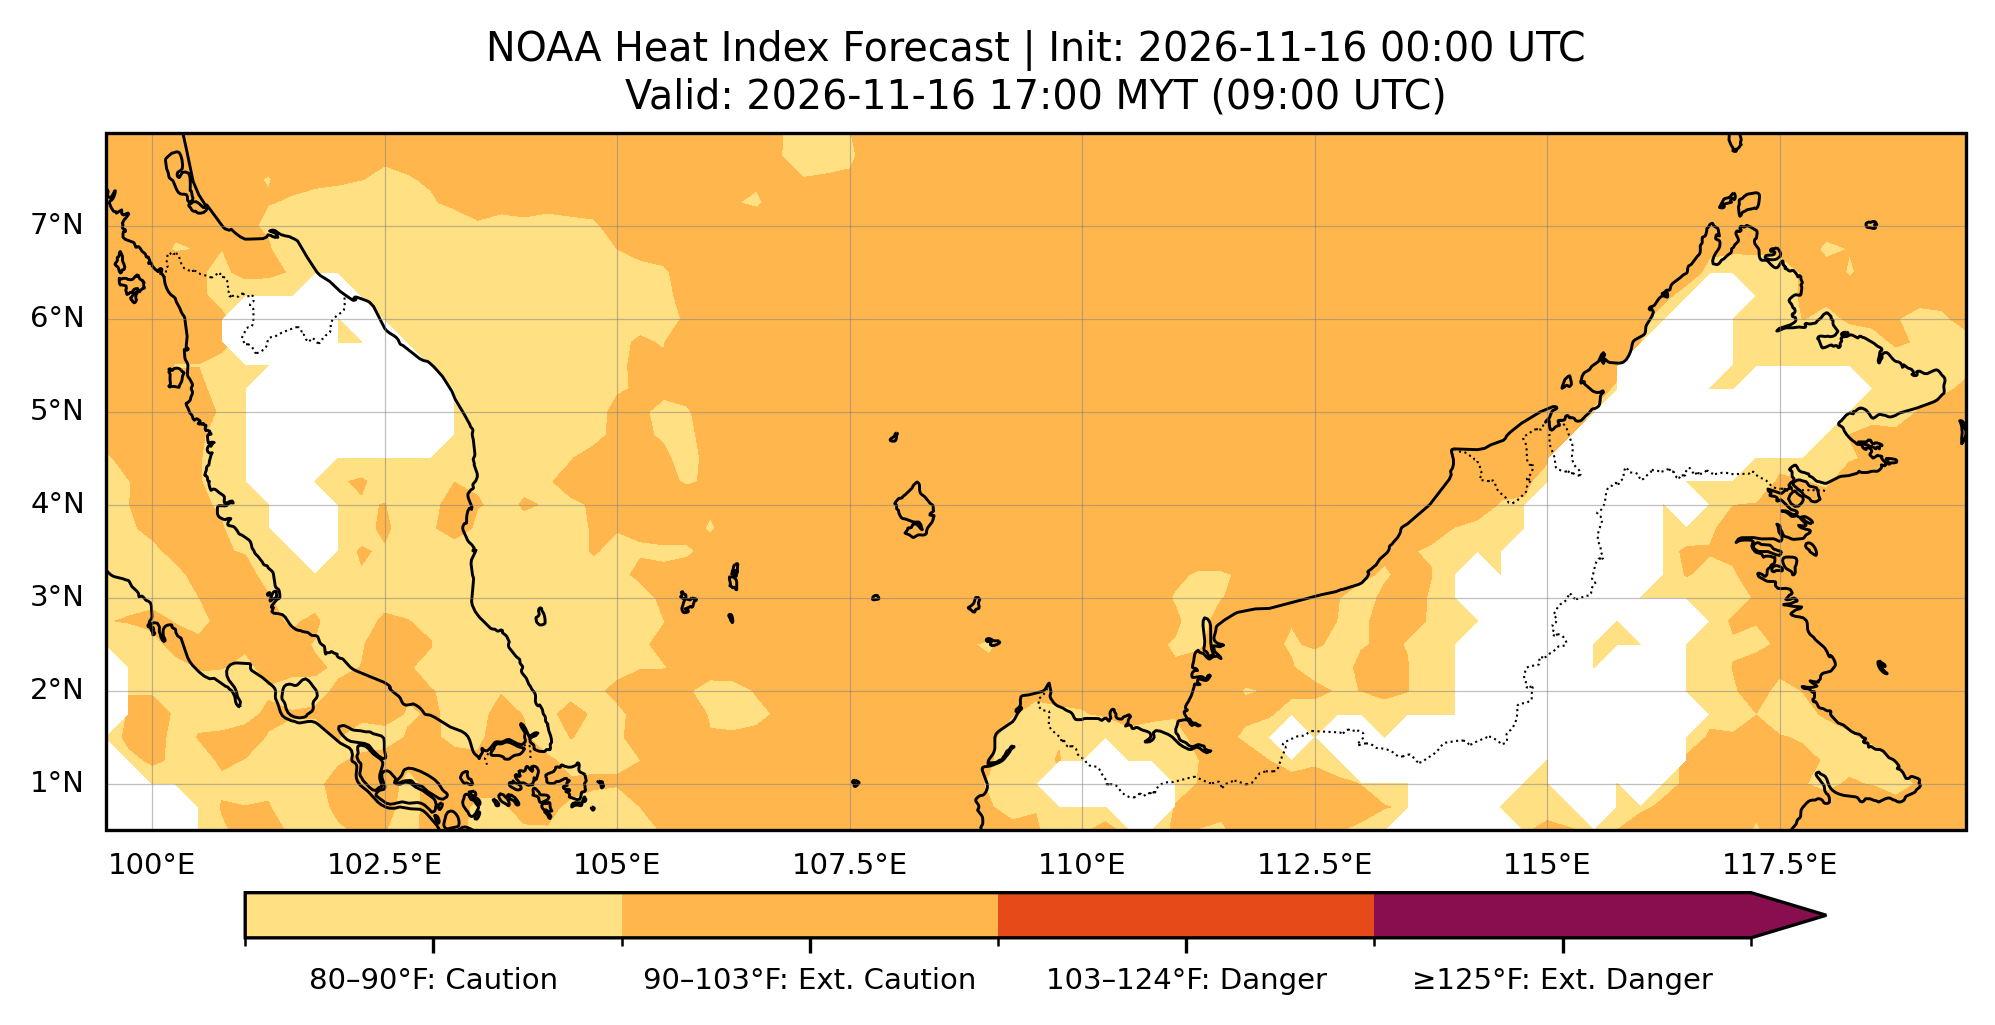 NOAA Heat Index Forecast | Init: 2026-11-16 00:00 UTC
Valid: 2026-11-16 17:00 MYT (09:00 UTC)
7°N
6°N
5°N
4°N
3°N
2°N
1°N
100°E 102.5°E 105°E 107.5°E 110°E 112.5°E 115°E 117.5°E
80–90°F: Caution 90–103°F: Ext. Caution 103–124°F: Danger ≥125°F: Ext. Danger